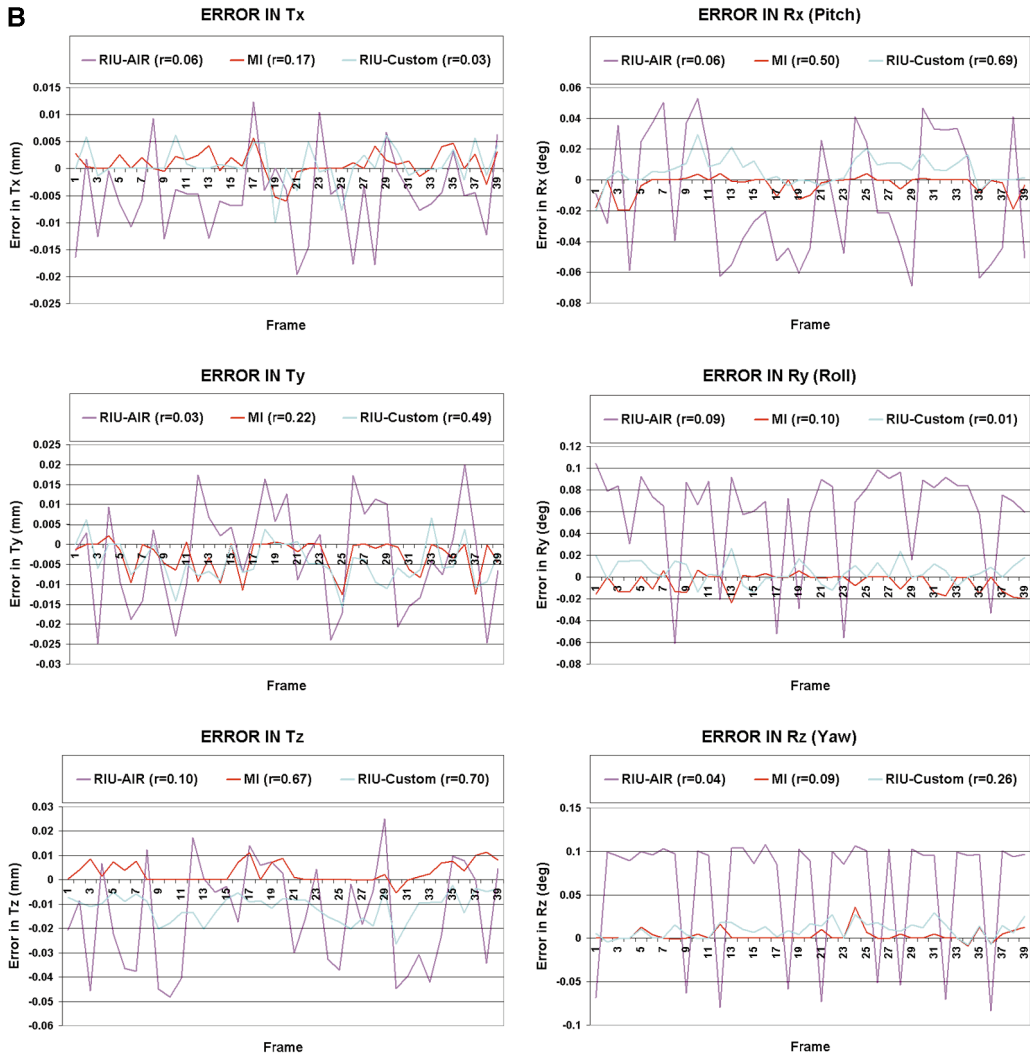 B
ERROR IN Tx
RIU-AIR (r=0.06) MI (r=0.17) RIU-Custom (r=0.03)
0.015
0.01
0.005
0
-0.005
-0.01
-0.015
-0.02
-0.025
Error in Tx (mm)
1 3 5 7 9 11 13 15 17 19 21 23 25 27 29 31 33 35 37 39
Frame
ERROR IN Rx (Pitch)
RIU-AIR (r=0.06) MI (r=0.50) RIU-Custom (r=0.69)
0.06
0.04
0.02
0
-0.02
-0.04
-0.06
-0.08
Error in Rx (deg)
1 3 5 7 9 11 13 15 17 19 21 23 25 27 29 31 33 35 37 39
Frame
ERROR IN Ty
RIU-AIR (r=0.03) MI (r=0.22) RIU-Custom (r=0.49)
0.025
0.02
0.015
0.01
0.005
0
-0.005
-0.01
-0.015
-0.02
-0.025
-0.03
Error in Ty (mm)
1 3 5 7 9 11 13 15 17 19 21 23 25 27 29 31 33 35 37 39
Frame
ERROR IN Ry (Roll)
RIU-AIR (r=0.09) MI (r=0.10) RIU-Custom (r=0.01)
0.12
0.1
0.08
0.06
0.04
0.02
0
-0.02
-0.04
-0.06
-0.08
Error in Ry (deg)
1 3 5 7 9 11 13 15 17 19 21 23 25 27 29 31 33 35 37 39
Frame
ERROR IN Tz
RIU-AIR (r=0.10) MI (r=0.67) RIU-Custom (r=0.70)
0.03
0.02
0.01
0
-0.01
-0.02
-0.03
-0.04
-0.05
-0.06
Error in Tz (mm)
1 3 5 7 9 11 13 15 17 19 21 23 25 27 29 31 33 35 37 39
Frame
ERROR IN Rz (Yaw)
RIU-AIR (r=0.04) MI (r=0.09) RIU-Custom (r=0.26)
0.15
0.1
0.05
0
-0.05
-0.1
Error in Rz (deg)
1 3 5 7 9 11 13 15 17 19 21 23 25 27 29 31 33 35 37 39
Frame